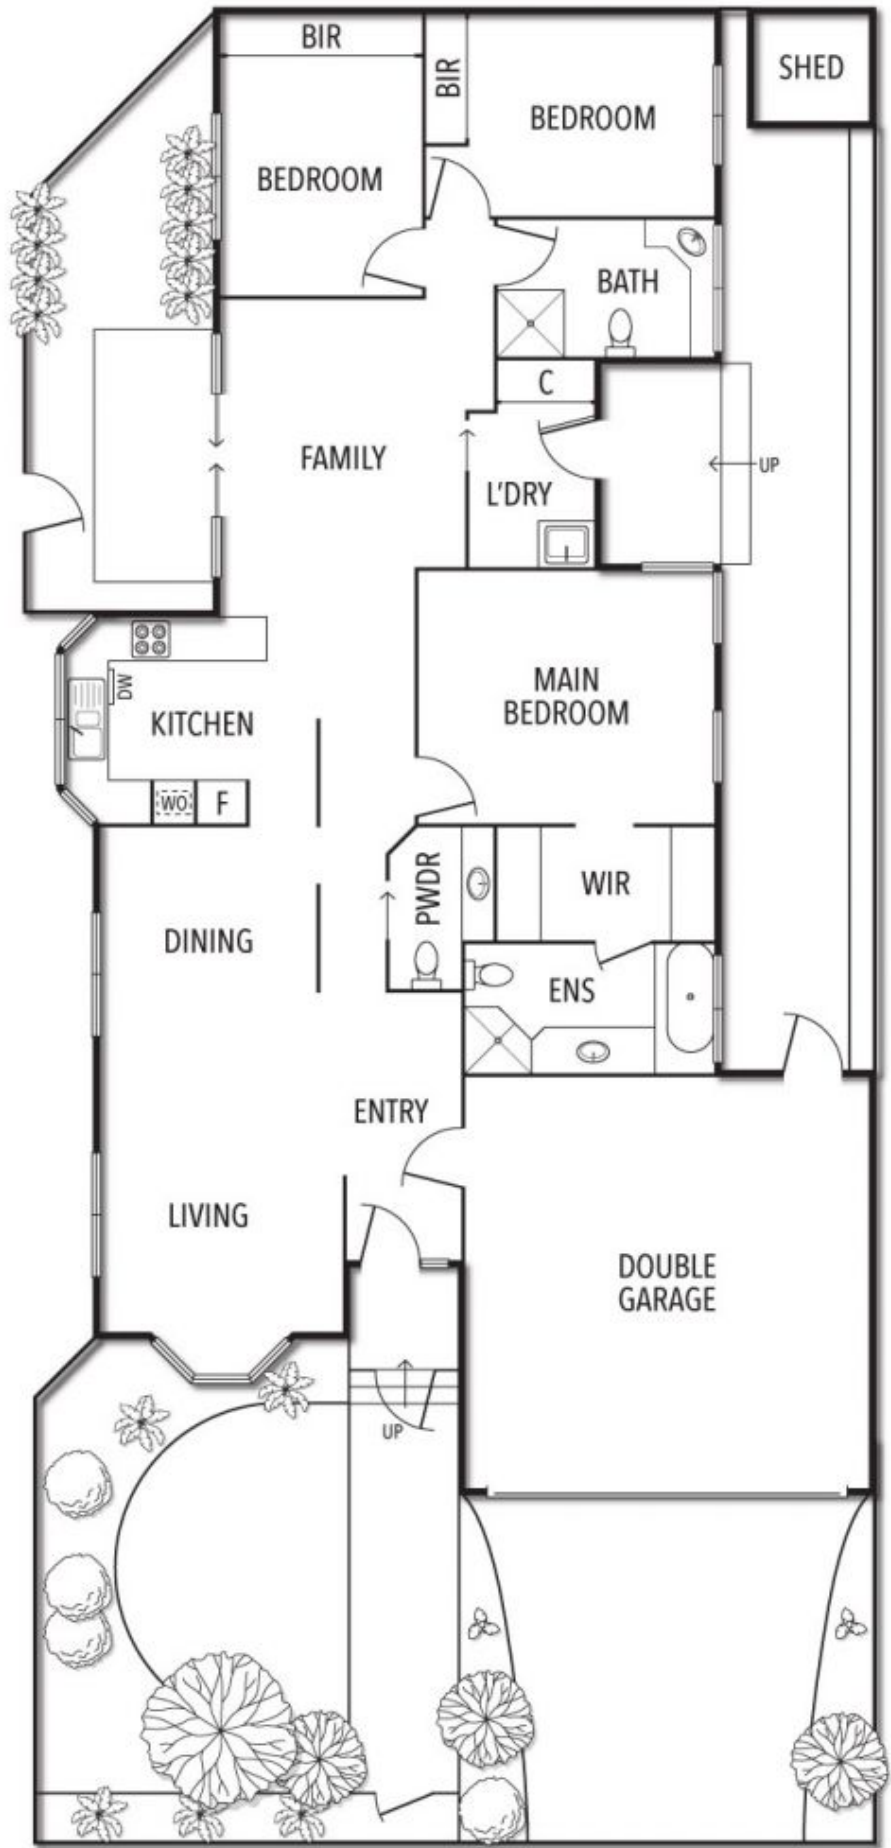 BIR
BIR
SHED
BEDROOM
BEDROOM
BATH
C
FAMILY
UP
L'DRY
MAIN
BEDROOM
DW
KITCHEN
WO
F
PWDR
WIR
DINING
ENS
ENTRY
LIVING
DOUBLE
GARAGE
UP